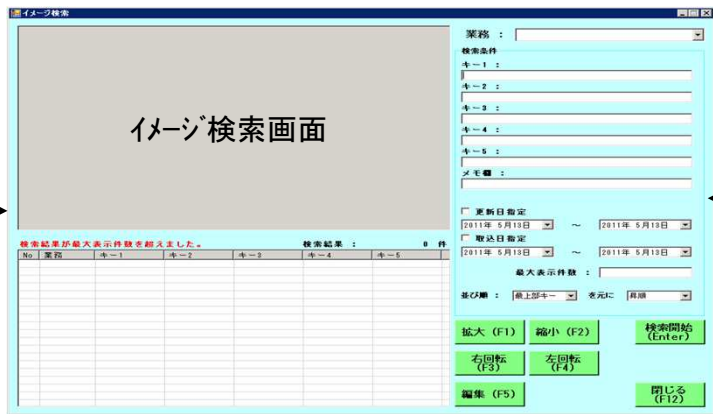 イメージ検索
イメージ検索画面
業務 :
検索条件
キー1 :
キー2 :
キー3 :
キー4 :
キー5 :
メモ欄 :
更新日指定
2011年 5月13日 ~ 2011年 5月13日
取込日指定
2011年 5月13日 ~ 2011年 5月13日
最大表示件数 :
並び順 : 最上部キー を元に 昇順
検索結果が最大表示件数を超えました。 検索結果 : 0 件
No 業務 キー1 キー2 キー3 キー4 キー5
拡大 (F1) 縮小 (F2) 検索開始
(Enter)
右回転
(F3)
左回転
(F4)
編集 (F5) 閉じる
(F12)